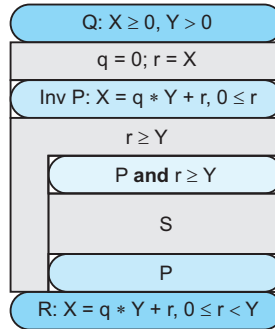 Q: X ≥ 0, Y > 0
q = 0; r = X
Inv P: X = q * Y + r, 0 ≤ r
r ≥ Y
P and r ≥ Y
S
P
R: X = q * Y + r, 0 ≤ r < Y